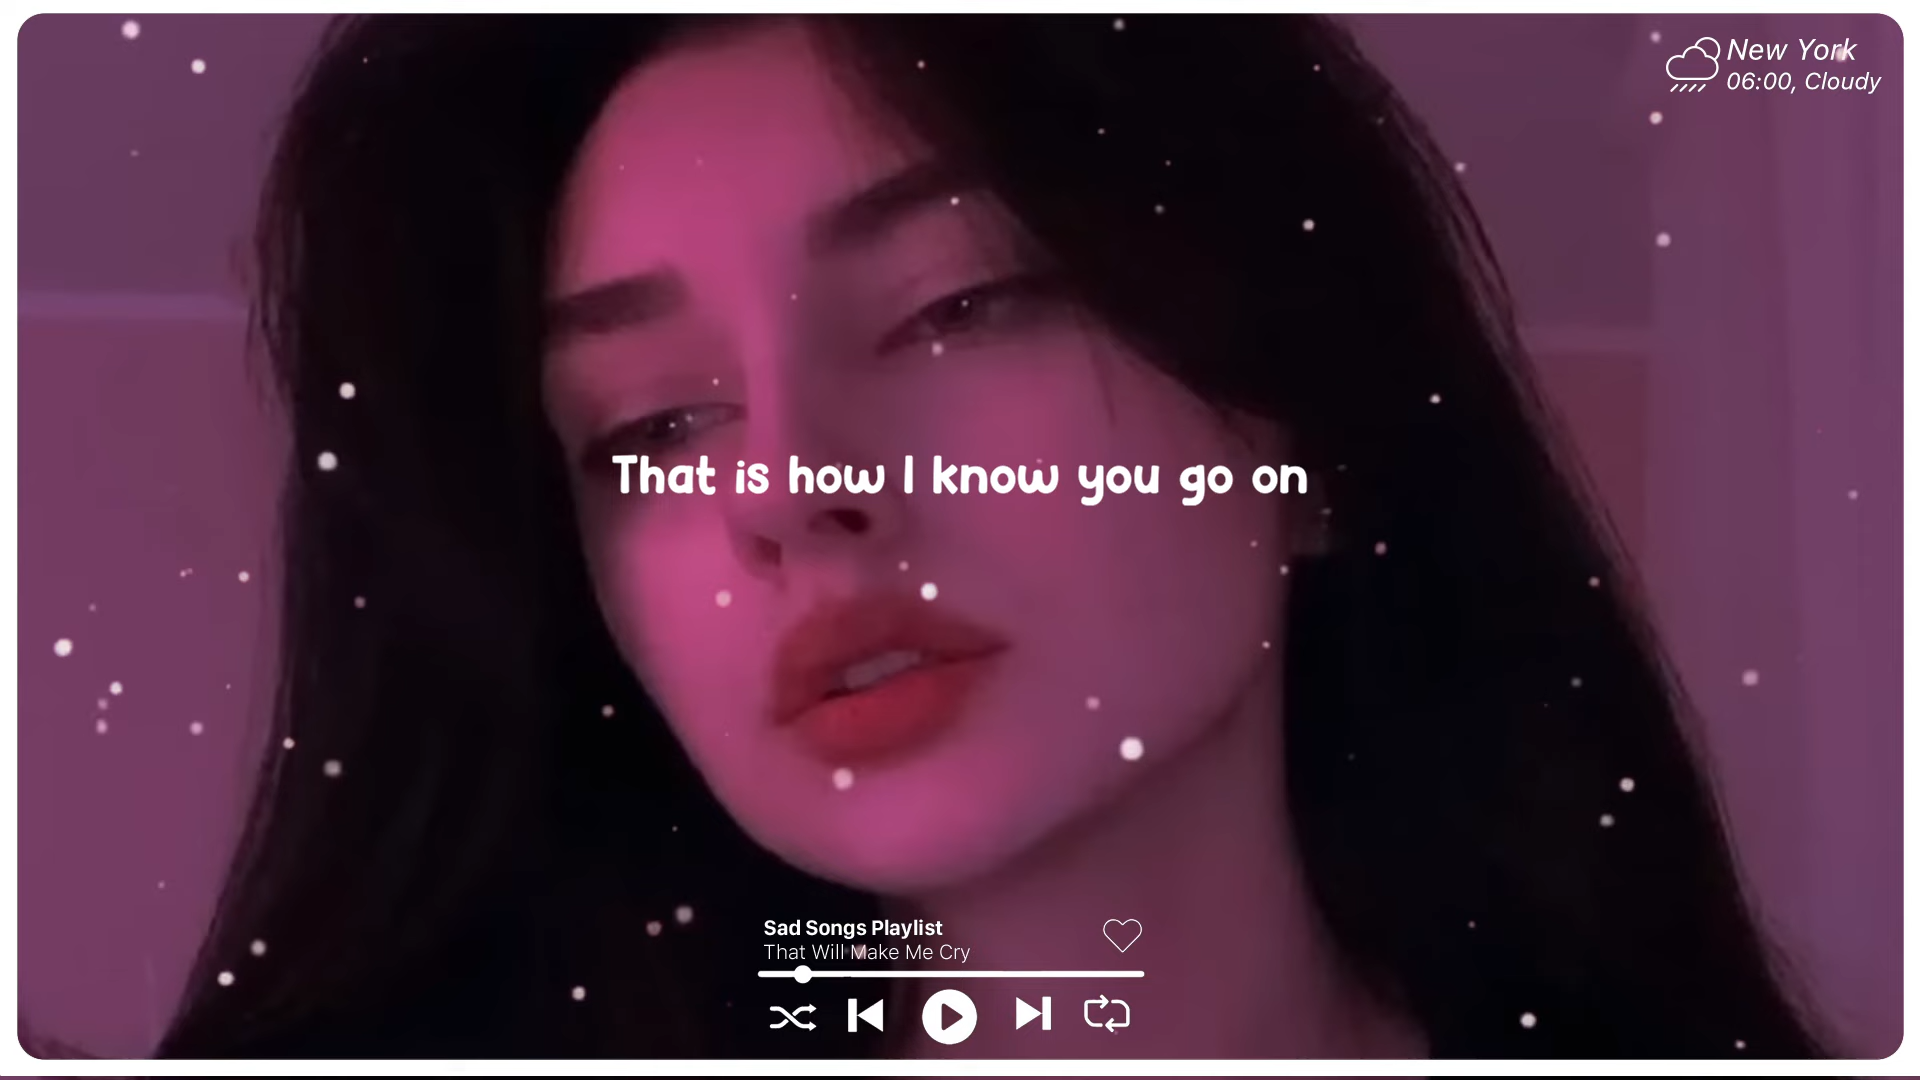 New York
06:00, Cloudy
That is how I know you go on
Sad Songs Playlist
That Will Make Me Cry